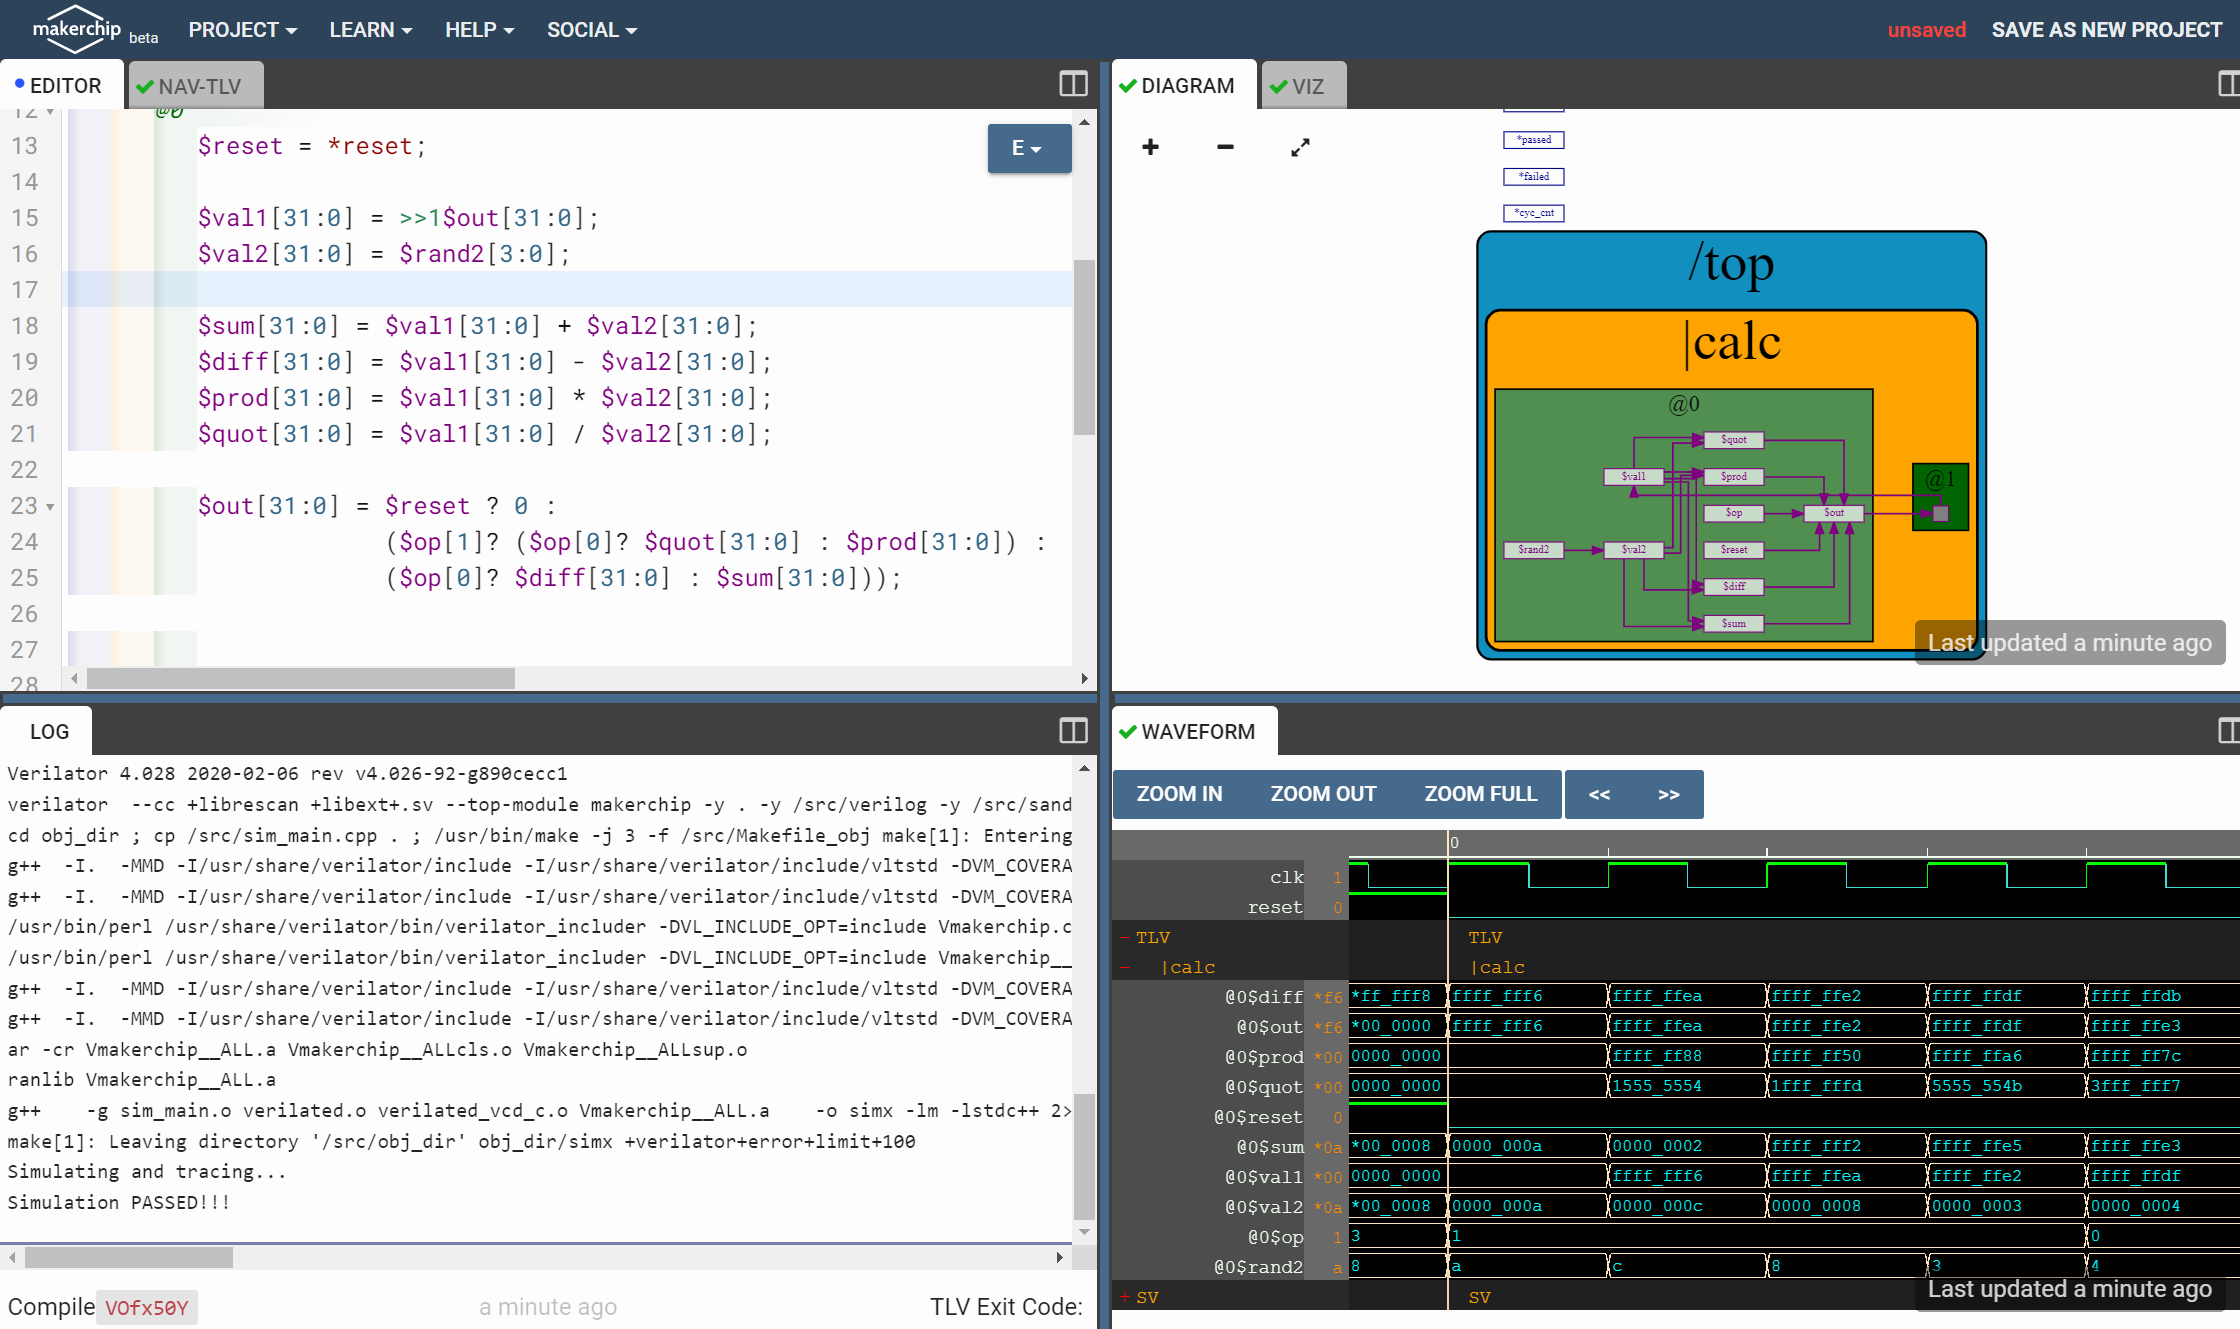 makerchip beta PROJECT LEARN HELP SOCIAL unsaved SAVE AS NEW PROJECT
EDITOR NAV-TLV
12 @0
13 $reset = *reset;
14
15 $val1[31:0] = >>1$out[31:0];
16 $val2[31:0] = $rand2[3:0];
17
18 $sum[31:0] = $val1[31:0] + $val2[31:0];
19 $diff[31:0] = $val1[31:0] - $val2[31:0];
20 $prod[31:0] = $val1[31:0] * $val2[31:0];
21 $quot[31:0] = $val1[31:0] / $val2[31:0];
22
23 $out[31:0] = $reset ? 0 :
24 ($op[1]? ($op[0]? $quot[31:0] : $prod[31:0]) :
25 ($op[0]? $diff[31:0] : $sum[31:0]));
26
27
28
E
DIAGRAM VIZ
*passed
*failed
*cyc_cnt
/top
|calc
@0
$quot
$val1 $prod @1
$op $out
$rand2 $val2 $reset
$diff
$sum
Last updated a minute ago
LOG
Verilator 4.028 2020-02-06 rev v4.026-92-g890cecc1
verilator --cc +librescan +libext+.sv --top-module makerchip -y . -y /src/verilog -y /src/sand
cd obj_dir ; cp /src/sim_main.cpp . ; /usr/bin/make -j 3 -f /src/Makefile_obj make[1]: Entering
g++ -I. -MMD -I/usr/share/verilator/include -I/usr/share/verilator/include/vltstd -DVM_COVERA
g++ -I. -MMD -I/usr/share/verilator/include -I/usr/share/verilator/include/vltstd -DVM_COVERA
/usr/bin/perl /usr/share/verilator/bin/verilator_includer -DVL_INCLUDE_OPT=include Vmakerchip.c
/usr/bin/perl /usr/share/verilator/bin/verilator_includer -DVL_INCLUDE_OPT=include Vmakerchip__
g++ -I. -MMD -I/usr/share/verilator/include -I/usr/share/verilator/include/vltstd -DVM_COVERA
g++ -I. -MMD -I/usr/share/verilator/include -I/usr/share/verilator/include/vltstd -DVM_COVERA
ar -cr Vmakerchip__ALL.a Vmakerchip__ALLcls.o Vmakerchip__ALLsup.o
ranlib Vmakerchip__ALL.a
g++ -g sim_main.o verilated.o verilated_vcd_c.o Vmakerchip__ALL.a -o simx -lm -lstdc++ 2>
make[1]: Leaving directory '/src/obj_dir' obj_dir/simx +verilator+error+limit+100
Simulating and tracing...
Simulation PASSED!!!
Compile VOfx50Y a minute ago TLV Exit Code:
WAVEFORM
ZOOM IN ZOOM OUT ZOOM FULL << >>
0
clk 1
reset 0
- TLV TLV
- |calc |calc
@0$diff *f6 *ff_fff8 ffff_fff6 ffff_ffea ffff_ffe2 ffff_ffdf ffff_ffdb
@0$out *f6 *00_0000 ffff_fff6 ffff_ffea ffff_ffe2 ffff_ffdf ffff_ffe3
@0$prod *00 0000_0000 ffff_ff88 ffff_ff50 ffff_ffa6 ffff_ff7c
@0$quot *00 0000_0000 1555_5554 1fff_fffd 5555_554b 3fff_fff7
@0$reset 0
@0$sum *0a *00_0008 0000_000a 0000_0002 ffff_fff2 ffff_ffe5 ffff_ffe3
@0$val1 *00 0000_0000 ffff_fff6 ffff_ffea ffff_ffe2 ffff_ffdf
@0$val2 *0a *00_0008 0000_000a 0000_000c 0000_0008 0000_0003 0000_0004
@0$op 1 3 1 0
@0$rand2 a 8 a c 8 3 4
+ SV SV
Last updated a minute ago